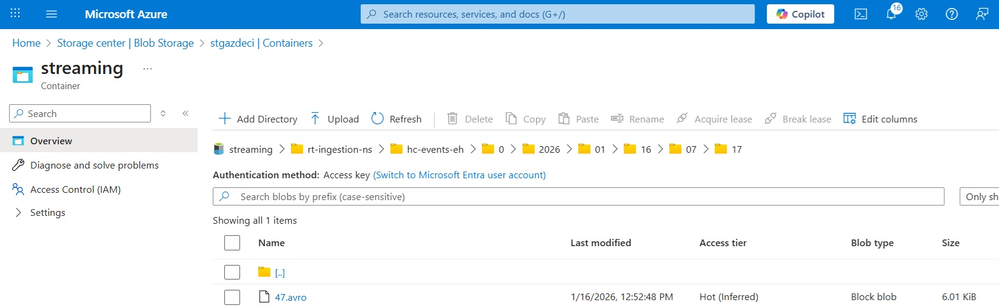 Microsoft Azure
Search resources, services, and docs (G+/)
Copilot
16
Home > Storage center | Blob Storage > stgazdeci | Containers >
streaming ...
Container
Search
Overview
Diagnose and solve problems
Access Control (IAM)
Settings
Add Directory Upload Refresh Delete Copy Paste Rename Acquire lease Break lease Edit columns
streaming > rt-ingestion-ns > hc-events-eh > 0 > 2026 > 01 > 16 > 07 > 17
Authentication method: Access key (Switch to Microsoft Entra user account)
Search blobs by prefix (case-sensitive)
Only sh
Showing all 1 items
Name Last modified Access tier Blob type Size
[..]
47.avro 1/16/2026, 12:52:48 PM Hot (Inferred) Block blob 6.01 KiB